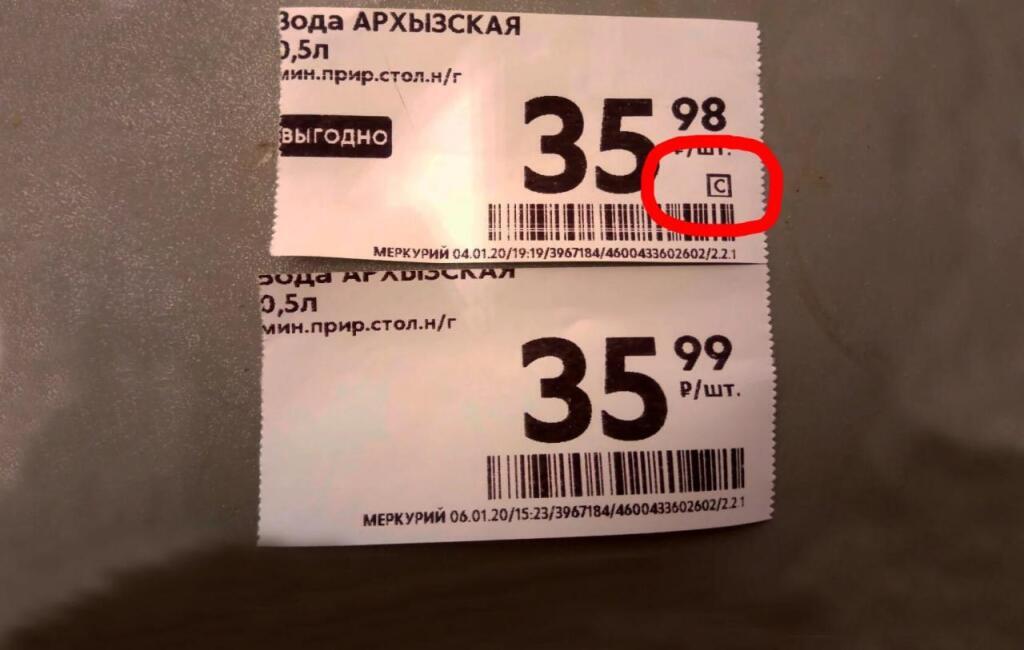 Вода АРХЫЗСКАЯ
0,5л
мин.прир.стол.н/г
ВЫГОДНО
35 98
₽/шт.
C
МЕРКУРИЙ 04.01.20/19:19/3967184/4600433602602/2.2.1
Вода АРХЫЗСКАЯ
0,5л
мин.прир.стол.н/г
35 99
₽/шт.
МЕРКУРИЙ 06.01.20/15:23/3967184/4600433602602/2.2.1